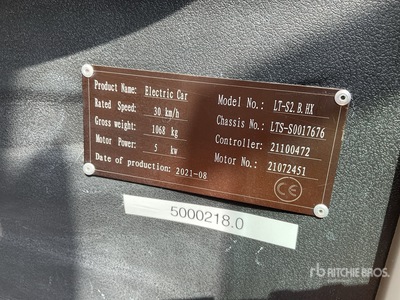 Product Name: Electric Car
Rated Speed: 30 km/h
Gross weight: 1068 kg
Motor Power: 5 kw
Date of production: 2021-08
Model No.: LT-S2.B.HX
Chassis No.: LTS-S0017676
Controller: 21100472
Motor No.: 21072451
CE
5000218.0
rb RITCHIE BROS.